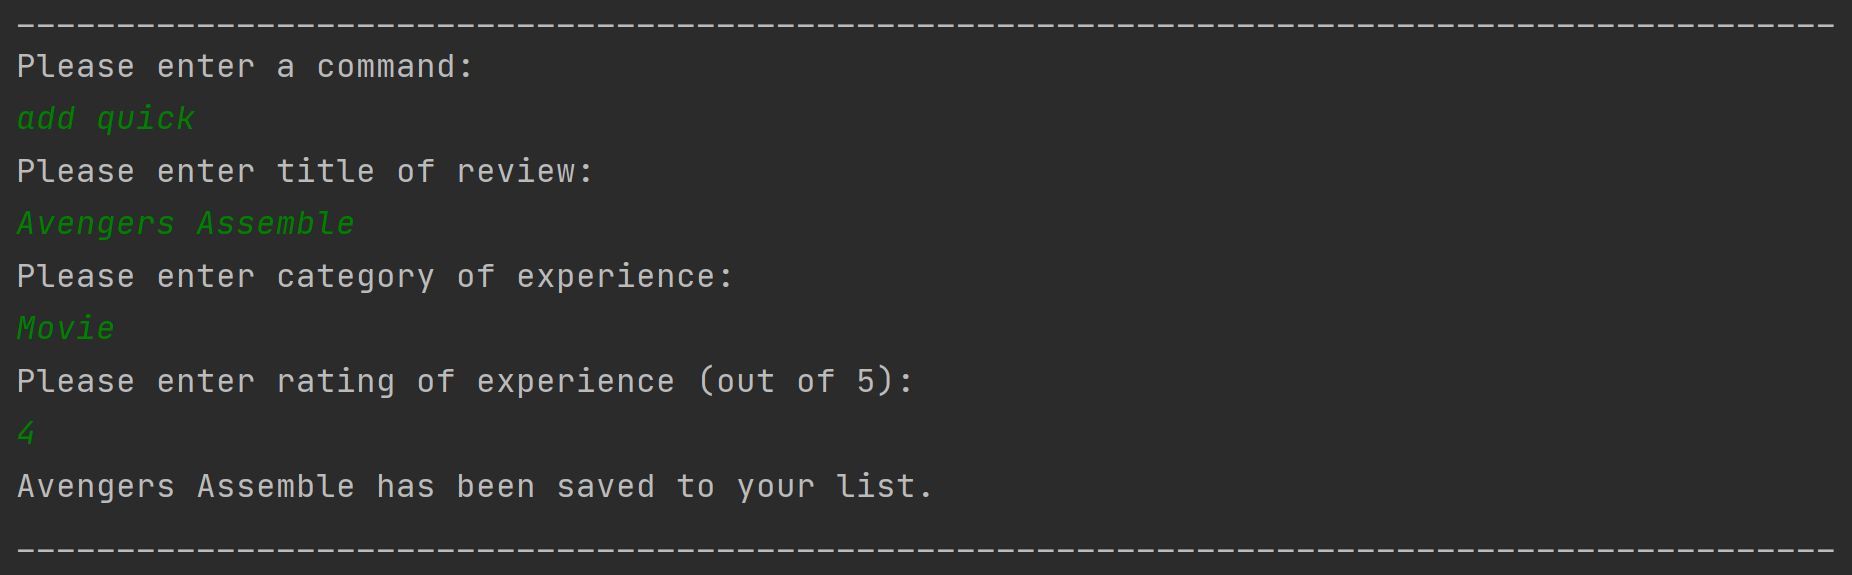 -------------------------------------------------------------------------------------------
Please enter a command:
add quick
Please enter title of review:
Avengers Assemble
Please enter category of experience:
Movie
Please enter rating of experience (out of 5):
4
Avengers Assemble has been saved to your list.
-------------------------------------------------------------------------------------------